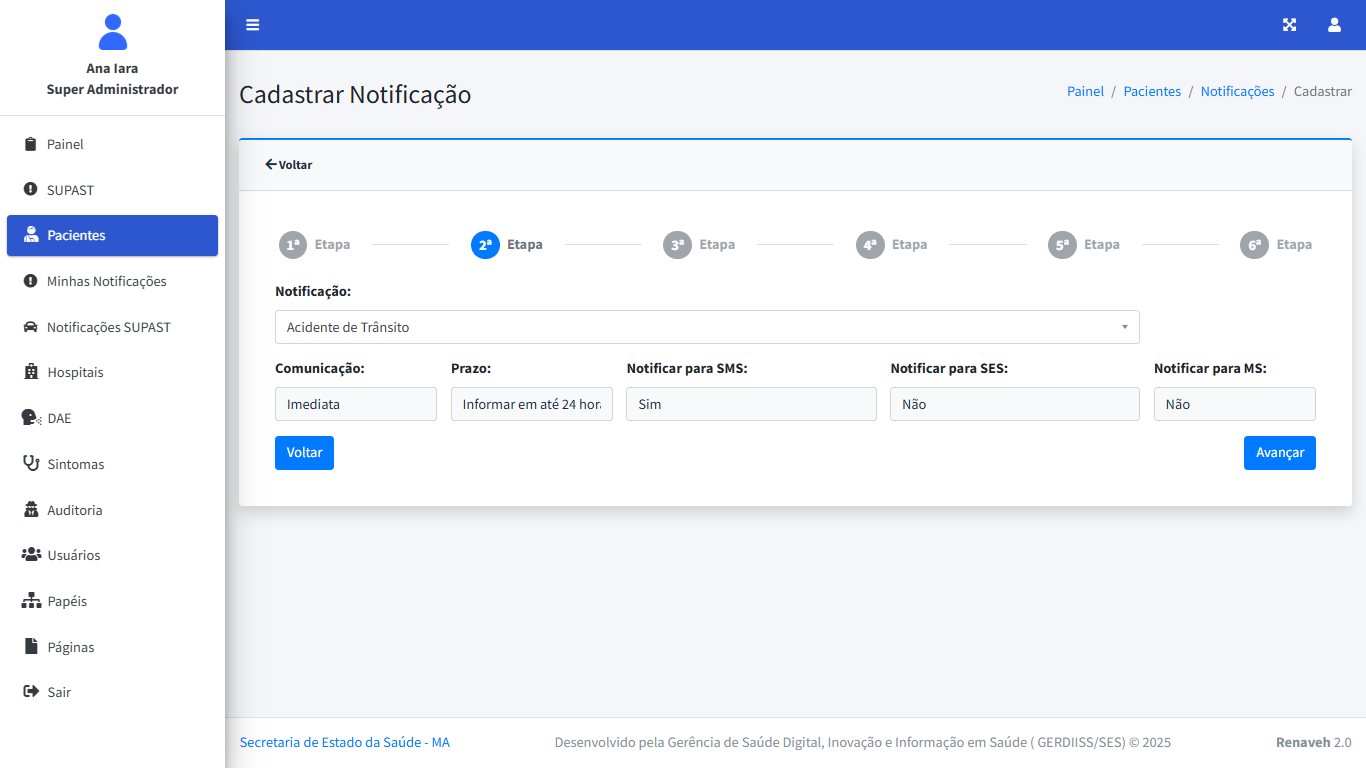 Ana Iara
Super Administrador
Painel
SUPAST
Pacientes
Minhas Notificações
Notificações SUPAST
Hospitais
DAE
Sintomas
Auditoria
Usuários
Papéis
Páginas
Sair
Cadastrar Notificação
Painel / Pacientes / Notificações / Cadastrar
Voltar
1ª Etapa 2ª Etapa 3ª Etapa 4ª Etapa 5ª Etapa 6ª Etapa
Notificação:
Acidente de Trânsito
Comunicação: Prazo: Notificar para SMS: Notificar para SES: Notificar para MS:
Imediata Informar em até 24 hor Sim Não Não
Voltar Avançar
Secretaria de Estado da Saúde - MA Desenvolvido pela Gerência de Saúde Digital, Inovação e Informação em Saúde ( GERDIISS/SES) © 2025 Renaveh 2.0